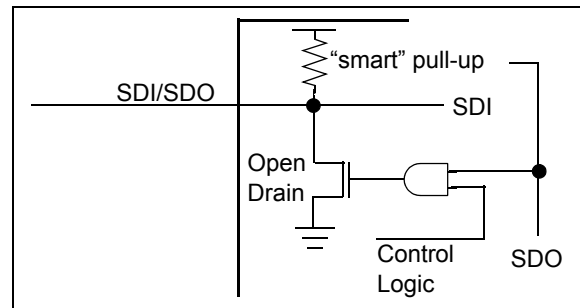 “smart” pull-up
SDI/SDO
SDI
Open
Drain
Control
Logic
SDO